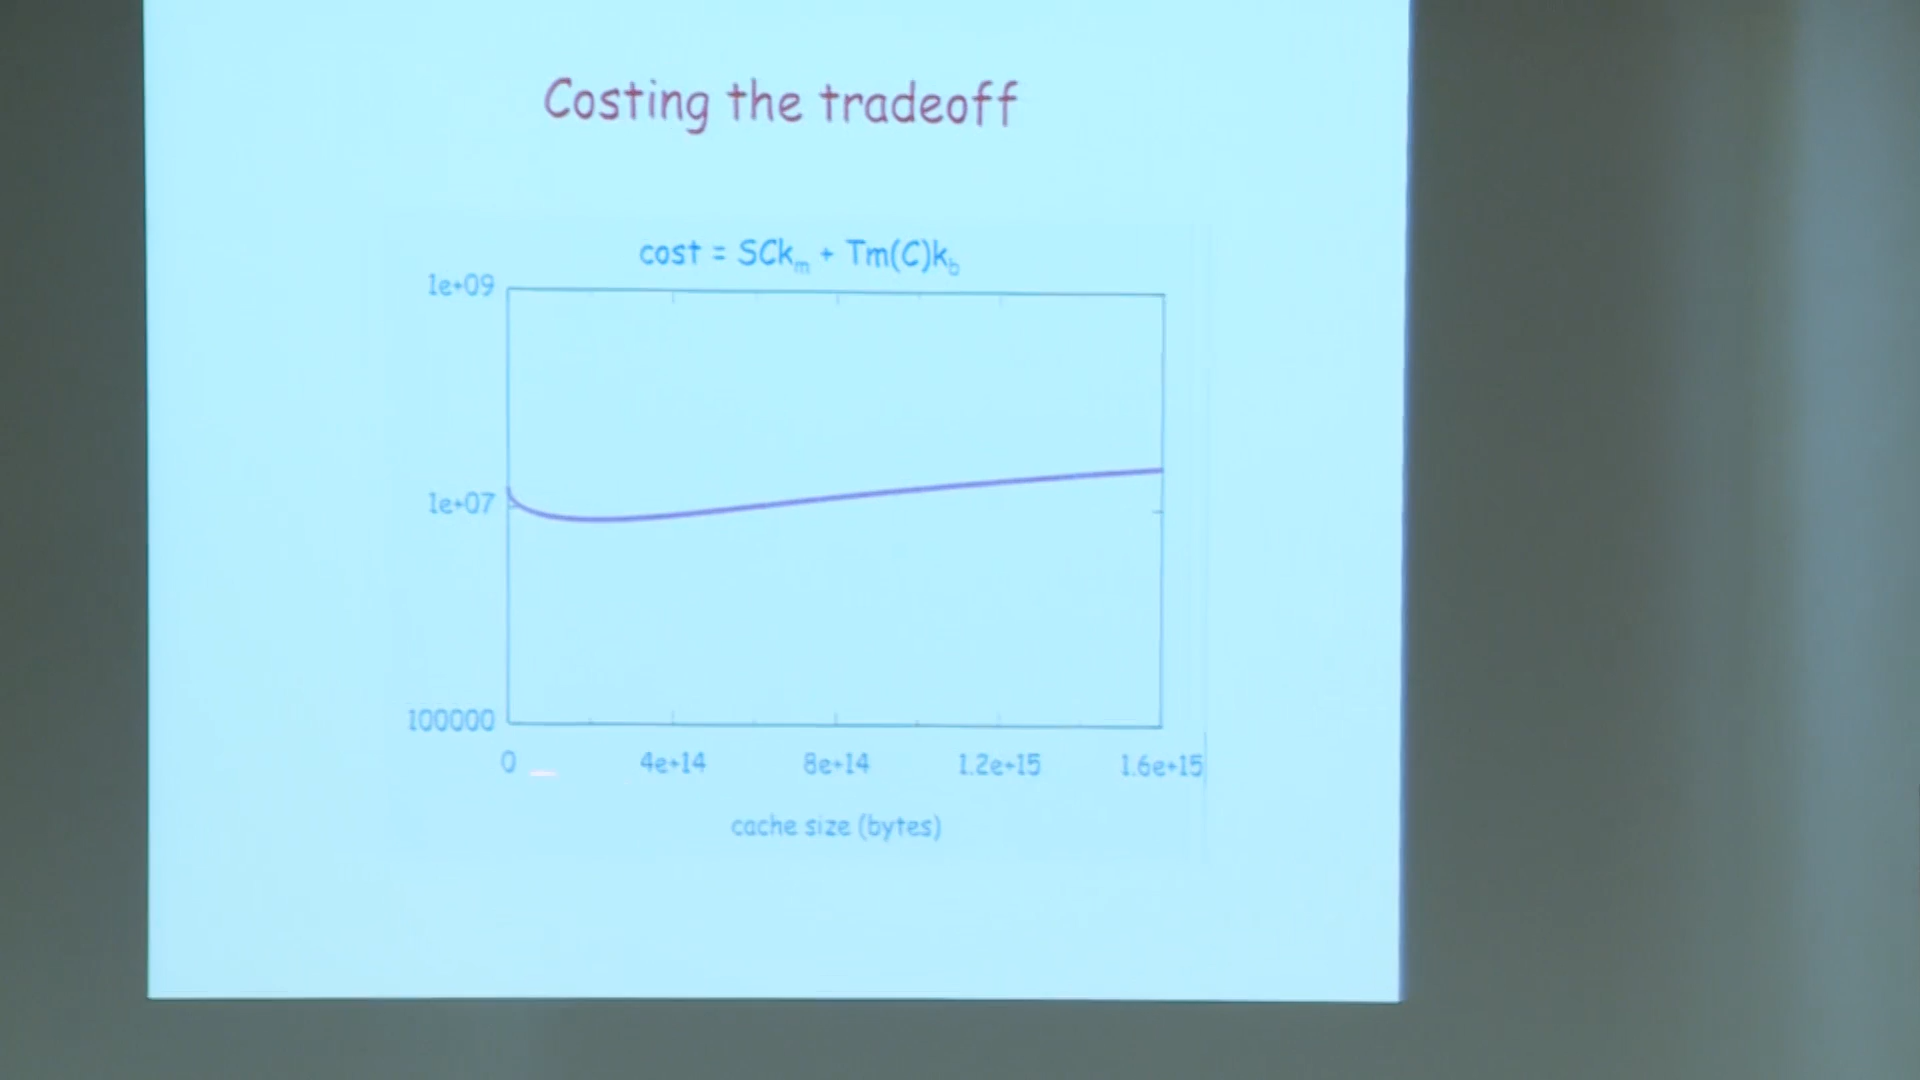 Costing the tradeoff
cost = SCkₘ + Tm(C)k_b
1e+09
1e+07
100000
0 4e+14 8e+14 1.2e+15 1.6e+15
cache size (bytes)